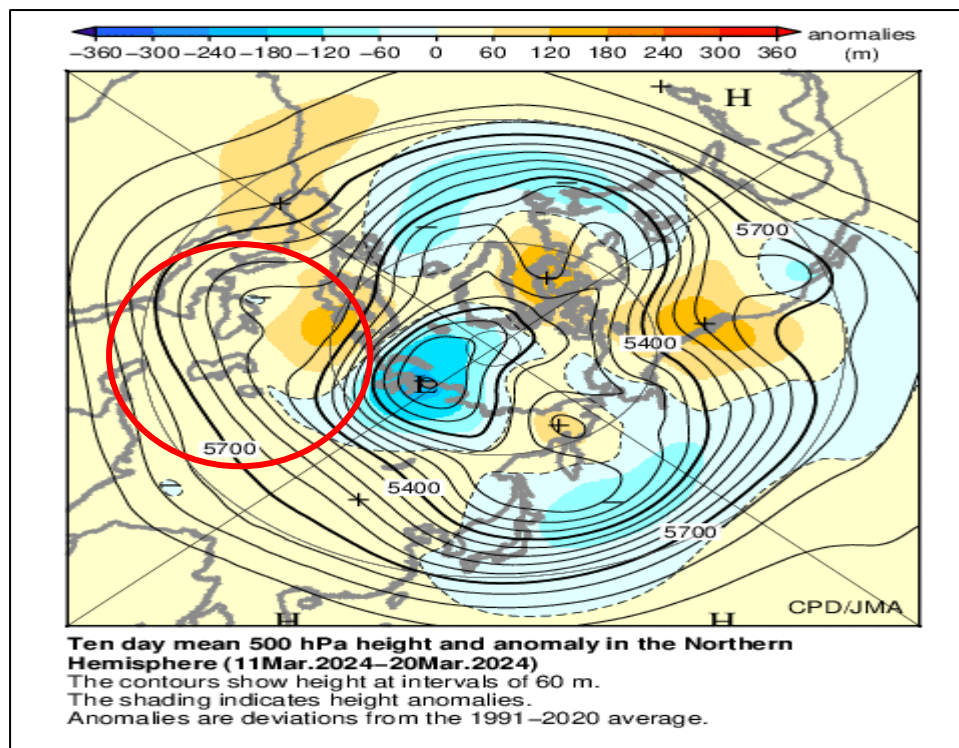 anomalies
−360 −300 −240 −180 −120 −60 0 60 120 180 240 300 360 (m)
H
5700
5400
5700
5400
5700
CPD/JMA
H H
Ten day mean 500 hPa height and anomaly in the Northern
Hemisphere (11Mar.2024−20Mar.2024)
The contours show height at intervals of 60 m.
The shading indicates height anomalies.
Anomalies are deviations from the 1991−2020 average.